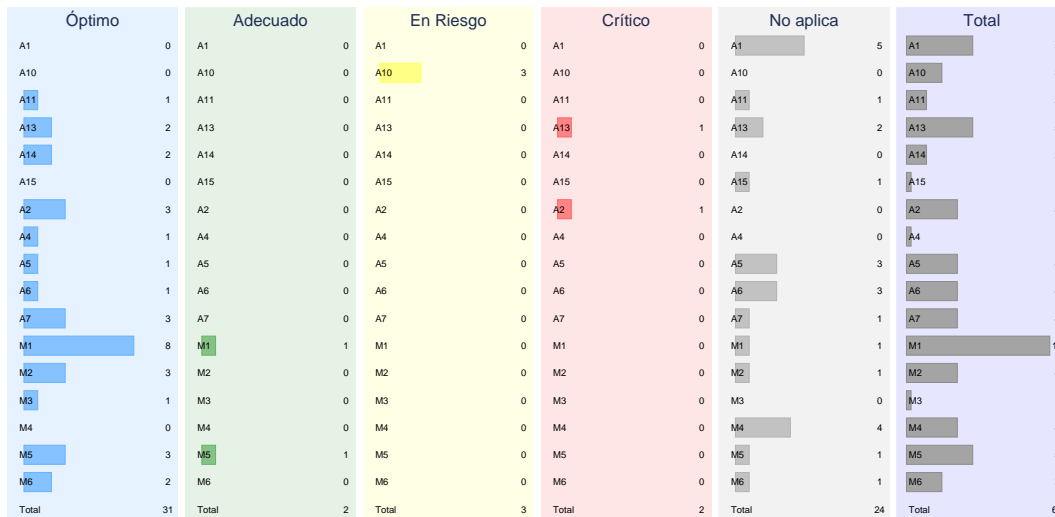 Óptimo Adecuado En Riesgo Crítico No aplica Total
A1 0 A1 0 A1 0 A1 0 A1 5 A1
A10 0 A10 0 A10 3 A10 0 A10 0 A10
A11 1 A11 0 A11 0 A11 0 A11 1 A11
A13 2 A13 0 A13 0 A13 1 A13 2 A13
A14 2 A14 0 A14 0 A14 0 A14 0 A14
A15 0 A15 0 A15 0 A15 0 A15 1 A15
A2 3 A2 0 A2 0 A2 1 A2 0 A2
A4 1 A4 0 A4 0 A4 0 A4 0 A4
A5 1 A5 0 A5 0 A5 0 A5 3 A5
A6 1 A6 0 A6 0 A6 0 A6 3 A6
A7 3 A7 0 A7 0 A7 0 A7 1 A7
M1 8 M1 1 M1 0 M1 0 M1 1 M1 1
M2 3 M2 0 M2 0 M2 0 M2 1 M2
M3 1 M3 0 M3 0 M3 0 M3 0 M3
M4 0 M4 0 M4 0 M4 0 M4 4 M4
M5 3 M5 1 M5 0 M5 0 M5 1 M5
M6 2 M6 0 M6 0 M6 0 M6 1 M6
Total 31 Total 2 Total 3 Total 2 Total 24 Total 6